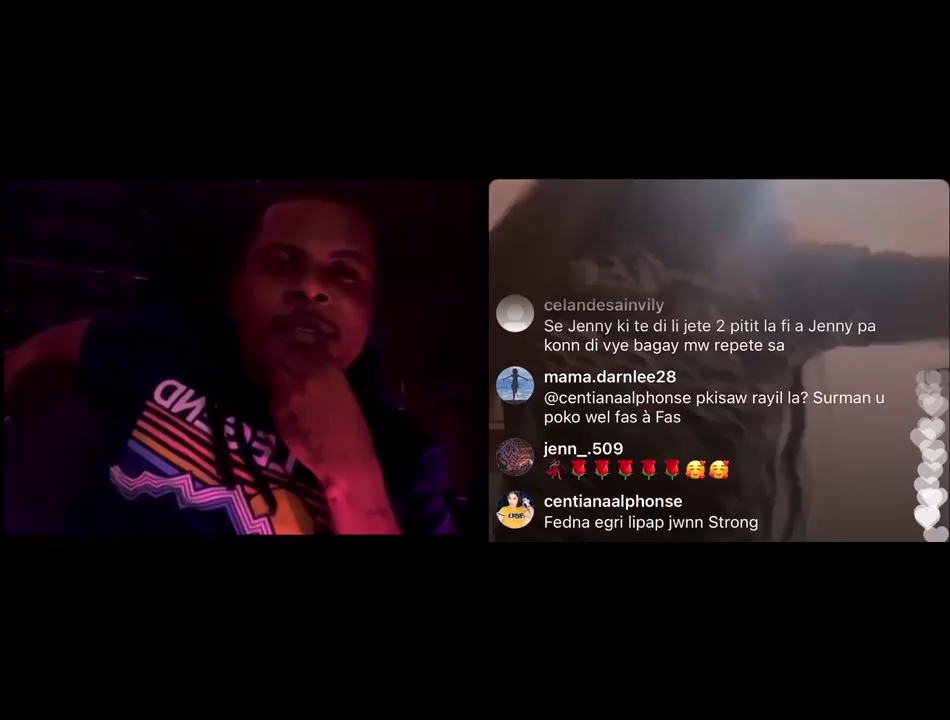 LEGEND
celandesainvily
Se Jenny ki te di li jete 2 pitit la fi a Jenny pa
konn di vye bagay mw repete sa
mama.darnlee28
@centianaalphonse pkisaw rayil la? Surman u
poko wel fas à Fas
jenn_.509
💃🏾🌹🌹🌹🌹🌹🥰🥰
centianaalphonse
Fedna egri lipap jwnn Strong